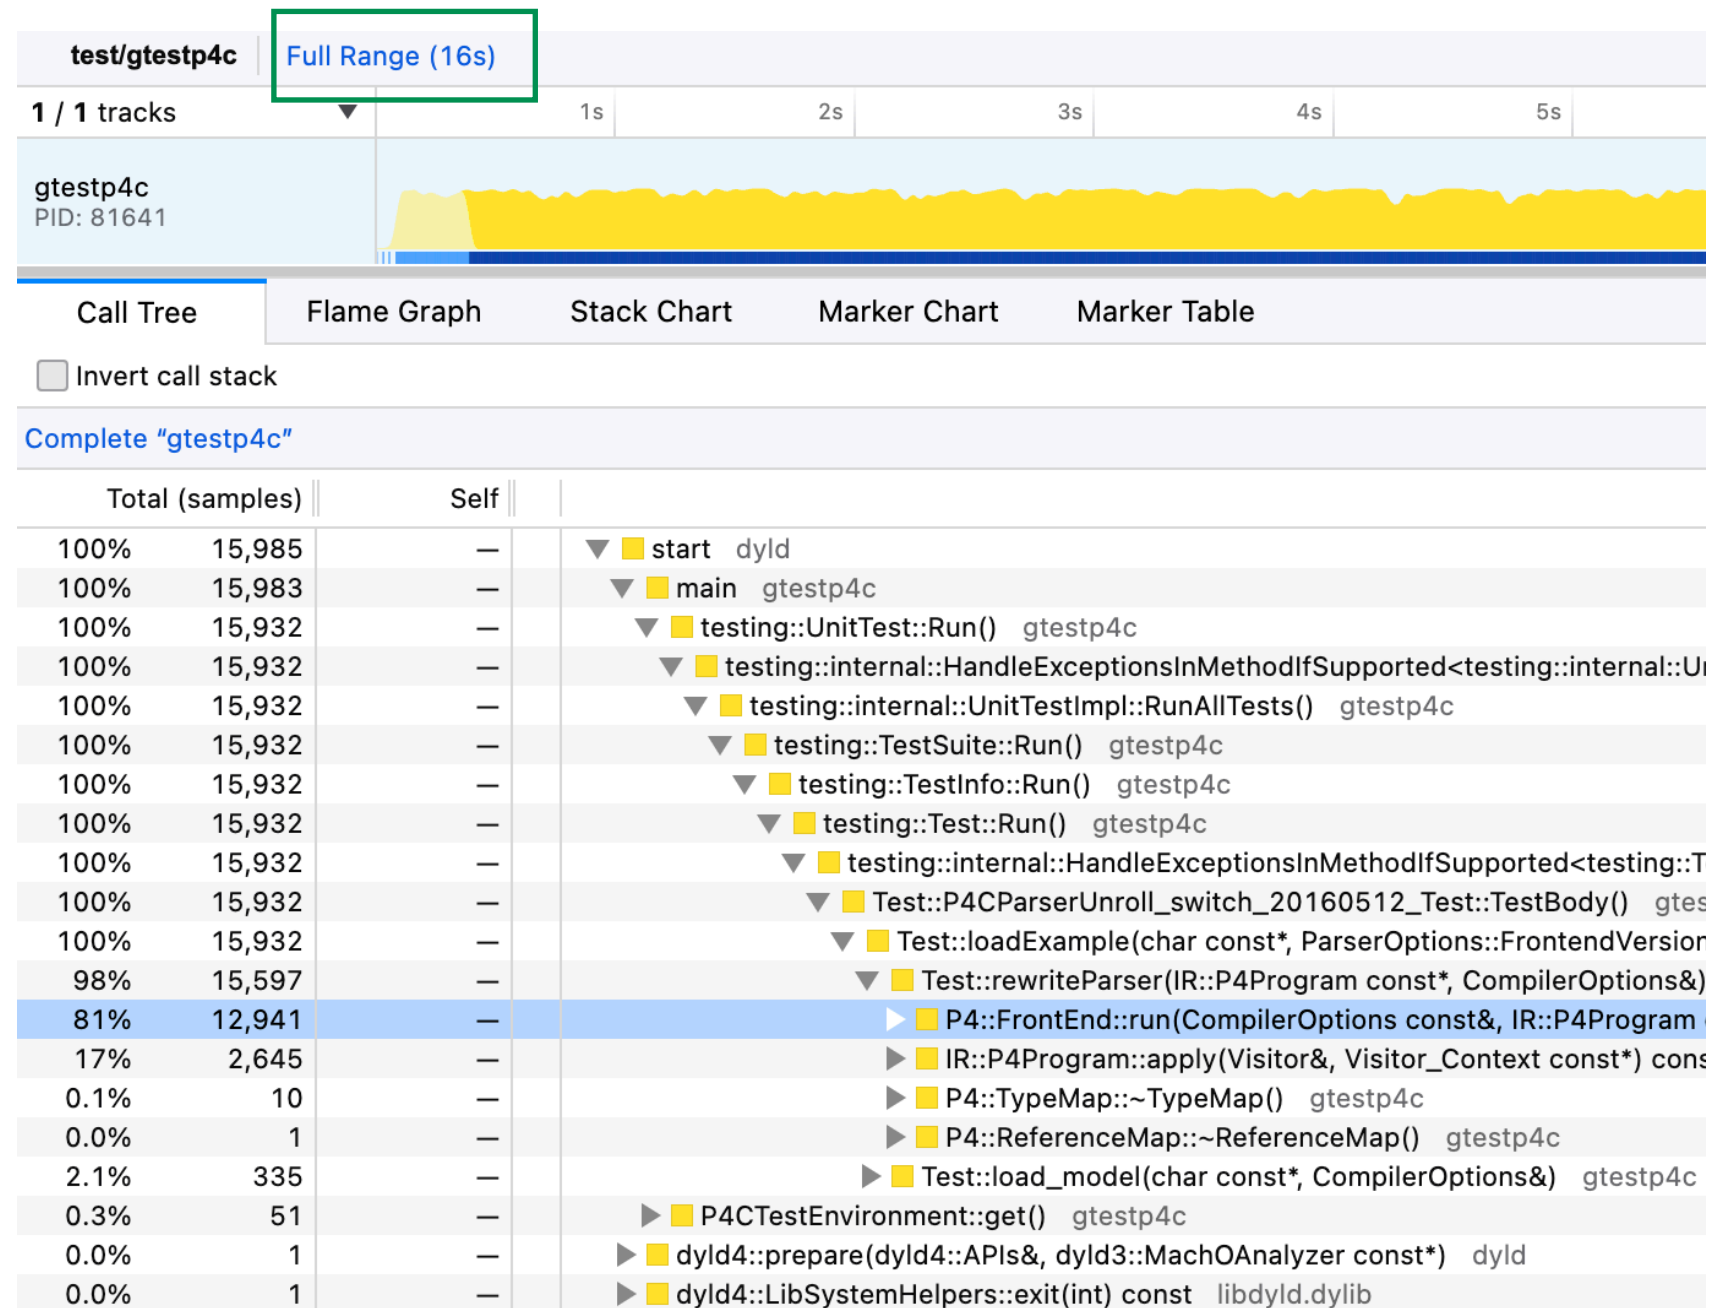 test/gtestp4c Full Range (16s)
1 / 1 tracks 1s 2s 3s 4s 5s
gtestp4c
PID: 81641
Call Tree Flame Graph Stack Chart Marker Chart Marker Table
Invert call stack
Complete “gtestp4c”
Total (samples) Self
100% 15,985 — start dyld
100% 15,983 — main gtestp4c
100% 15,932 — testing::UnitTest::Run() gtestp4c
100% 15,932 — testing::internal::HandleExceptionsInMethodIfSupported<testing::internal::U
100% 15,932 — testing::internal::UnitTestImpl::RunAllTests() gtestp4c
100% 15,932 — testing::TestSuite::Run() gtestp4c
100% 15,932 — testing::TestInfo::Run() gtestp4c
100% 15,932 — testing::Test::Run() gtestp4c
100% 15,932 — testing::internal::HandleExceptionsInMethodIfSupported<testing::T
100% 15,932 — Test::P4CParserUnroll_switch_20160512_Test::TestBody() gtes
100% 15,932 — Test::loadExample(char const*, ParserOptions::FrontendVersion
98% 15,597 — Test::rewriteParser(IR::P4Program const*, CompilerOptions&)
81% 12,941 — P4::FrontEnd::run(CompilerOptions const&, IR::P4Program
17% 2,645 — IR::P4Program::apply(Visitor&, Visitor_Context const*) cons
0.1% 10 — P4::TypeMap::~TypeMap() gtestp4c
0.0% 1 — P4::ReferenceMap::~ReferenceMap() gtestp4c
2.1% 335 — Test::load_model(char const*, CompilerOptions&) gtestp4c
0.3% 51 — P4CTestEnvironment::get() gtestp4c
0.0% 1 — dyld4::prepare(dyld4::APIs&, dyld3::MachOAnalyzer const*) dyld
0.0% 1 — dyld4::LibSystemHelpers::exit(int) const libdyld.dylib